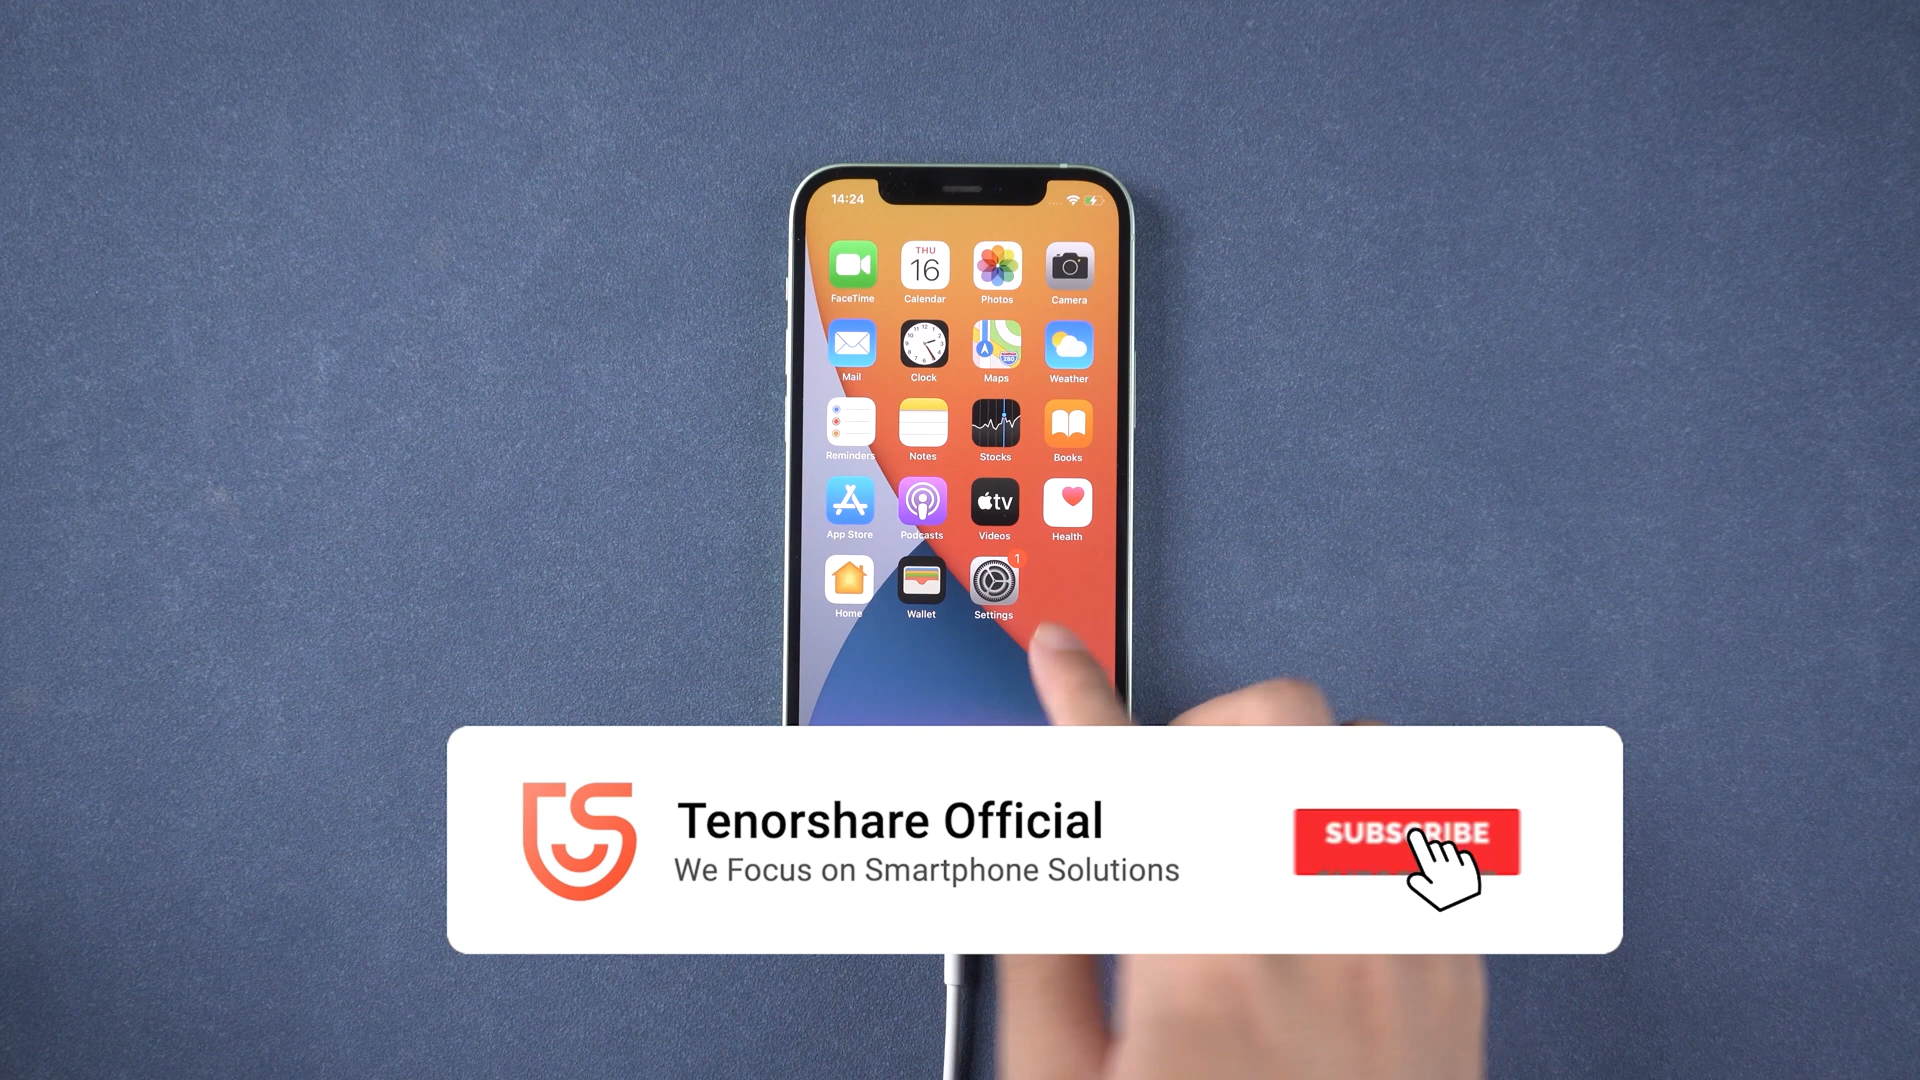 14:24
THU
16
FaceTime
Calendar
Photos
Camera
Mail
Clock
Maps
Weather
Reminders
Notes
Stocks
Books
tv
App Store
Podcasts
Videos
Health
1
Home
Wallet
Settings
Tenorshare Official
We Focus on Smartphone Solutions
SUBSCRIBE